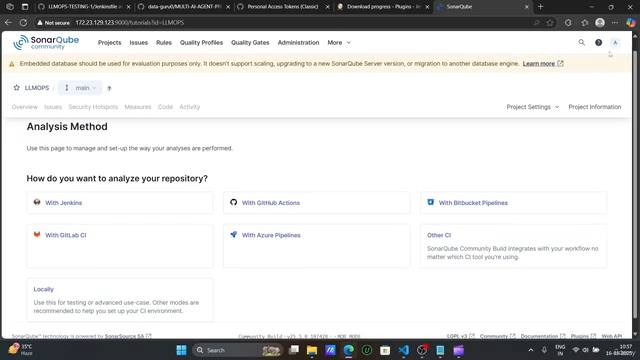 LLMOPS-TESTING-1/Jenkinsfile at
data-guru0/MULTI-AI-AGENT-PR
Personal Access Tokens (Classic)
Download progress - Plugins
SonarQube
Not secure
172.23.129.123:9000/tutorials?id=LLMOPS
SonarQube community
Projects Issues Rules Quality Profiles Quality Gates Administration More
A
Embedded database should be used for evaluation purposes only. It doesn't support scaling, upgrading to a new SonarQube Server version, or migration to another database engine. Learn more
LLMOPS / main ?
Overview Issues Security Hotspots Measures Code Activity Project Settings Project Information
Analysis Method
Use this page to manage and set-up the way your analyses are performed.
How do you want to analyze your repository?
With Jenkins
With GitHub Actions
With Bitbucket Pipelines
With GitLab CI
With Azure Pipelines
Other CI
SonarQube Community Build integrates with your workflow no matter which CI tool you're using.
Locally
Use this for testing or advanced use-case. Other modes are recommended to help you set up your CI environment.
SonarQube™ technology is powered by SonarSource SA
LGPL v3 Community Documentation Plugins Web API
35°C
Haze
Search
ENG
IN
10:57